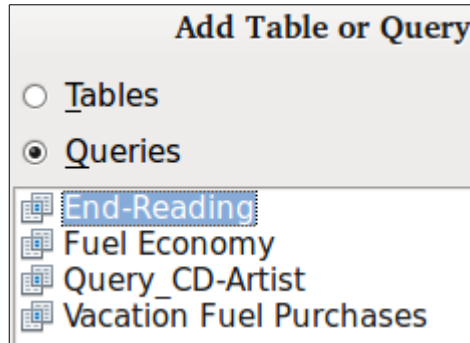 Add Table or Query
Tables
Queries
End-Reading
Fuel Economy
Query_CD-Artist
Vacation Fuel Purchases